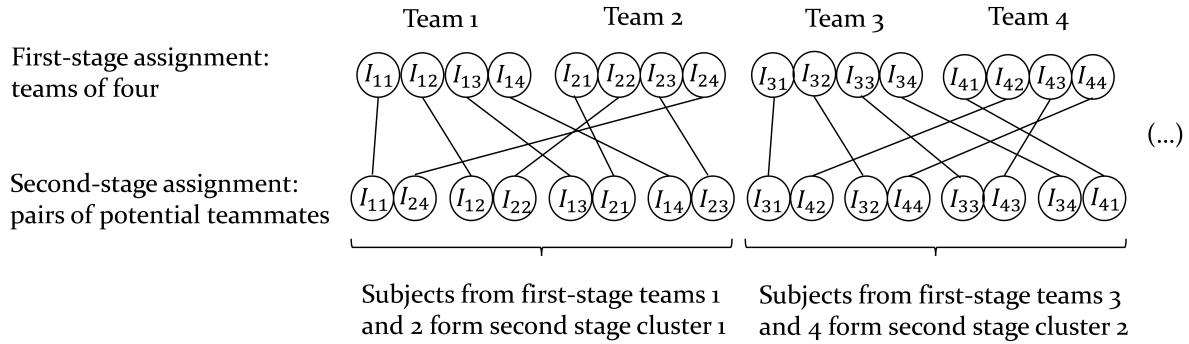 Team 1 Team 2 Team 3 Team 4
First-stage assignment:
teams of four
I₁₁ I₁₂ I₁₃ I₁₄ I₂₁ I₂₂ I₂₃ I₂₄ I₃₁ I₃₂ I₃₃ I₃₄ I₄₁ I₄₂ I₄₃ I₄₄
(...)
Second-stage assignment:
pairs of potential teammates
I₁₁ I₂₄ I₁₂ I₂₂ I₁₃ I₂₁ I₁₄ I₂₃ I₃₁ I₄₂ I₃₂ I₄₄ I₃₃ I₄₃ I₃₄ I₄₁
Subjects from first-stage teams 1
and 2 form second stage cluster 1
Subjects from first-stage teams 3
and 4 form second stage cluster 2